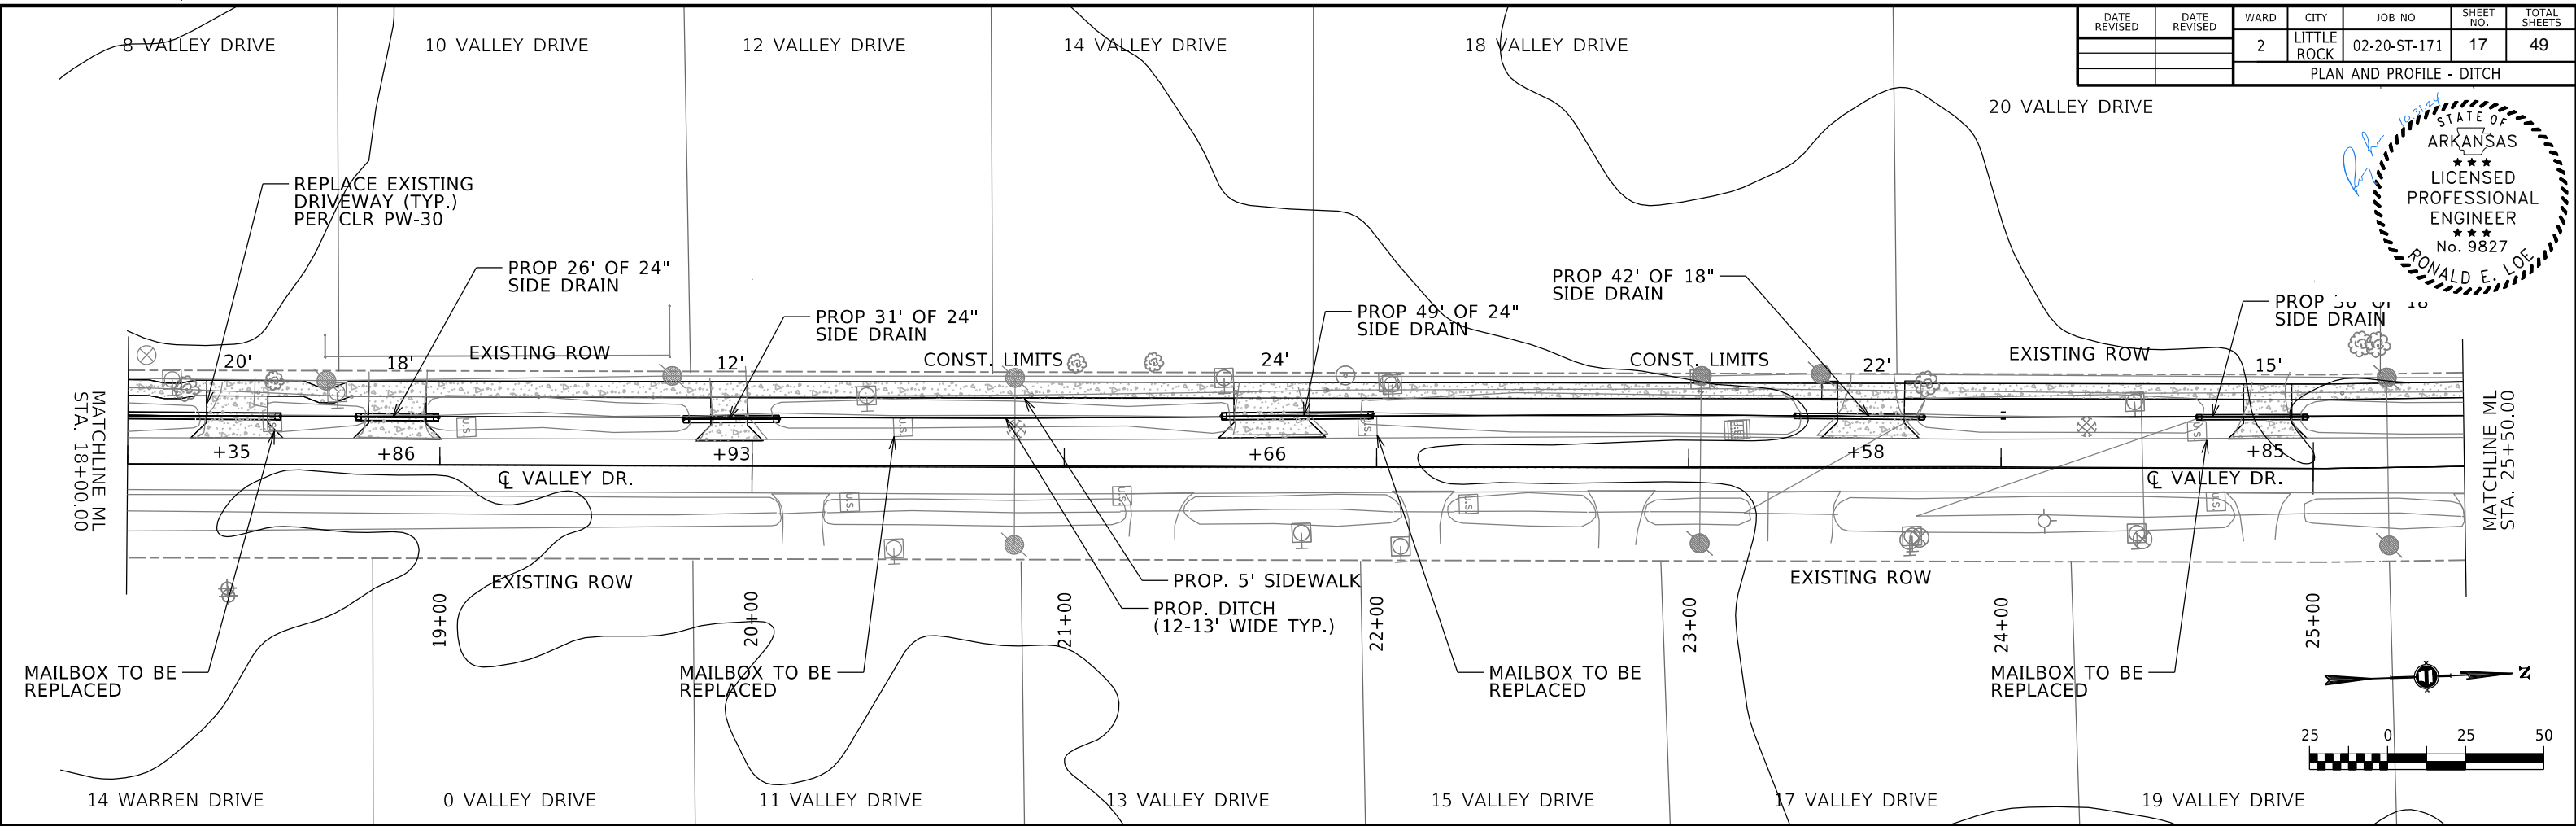 8 VALLEY DRIVE
10 VALLEY DRIVE
12 VALLEY DRIVE
14 VALLEY DRIVE
18 VALLEY DRIVE
20 VALLEY DRIVE
DATE REVISED
DATE REVISED
WARD
CITY
JOB NO.
SHEET NO.
TOTAL SHEETS
2
LITTLE ROCK
02-20-ST-171
17
49
PLAN AND PROFILE - DITCH
10.31.24
STATE OF
ARKANSAS
★★★
LICENSED
PROFESSIONAL
ENGINEER
★★★
No. 9827
RONALD E. LOE
REPLACE EXISTING
DRIVEWAY (TYP.)
PER CLR PW-30
PROP 26' OF 24"
SIDE DRAIN
PROP 31' OF 24"
SIDE DRAIN
PROP 49' OF 24"
SIDE DRAIN
PROP 42' OF 18"
SIDE DRAIN
PROP
SIDE DRAIN
20'
18'
EXISTING ROW
12'
CONST. LIMITS
24'
CONST. LIMITS
22'
EXISTING ROW
15'
MATCHLINE ML
STA. 18+00.00
MATCHLINE ML
STA. 25+50.00
+35
+86
+93
+66
+58
+85
℄ VALLEY DR.
℄ VALLEY DR.
EXISTING ROW
EXISTING ROW
PROP. 5' SIDEWALK
PROP. DITCH
(12-13' WIDE TYP.)
19+00
20+00
21+00
22+00
23+00
24+00
25+00
MAILBOX TO BE
REPLACED
MAILBOX TO BE
REPLACED
MAILBOX TO BE
REPLACED
MAILBOX TO BE
REPLACED
N
25 0 25 50
14 WARREN DRIVE
0 VALLEY DRIVE
11 VALLEY DRIVE
13 VALLEY DRIVE
15 VALLEY DRIVE
17 VALLEY DRIVE
19 VALLEY DRIVE